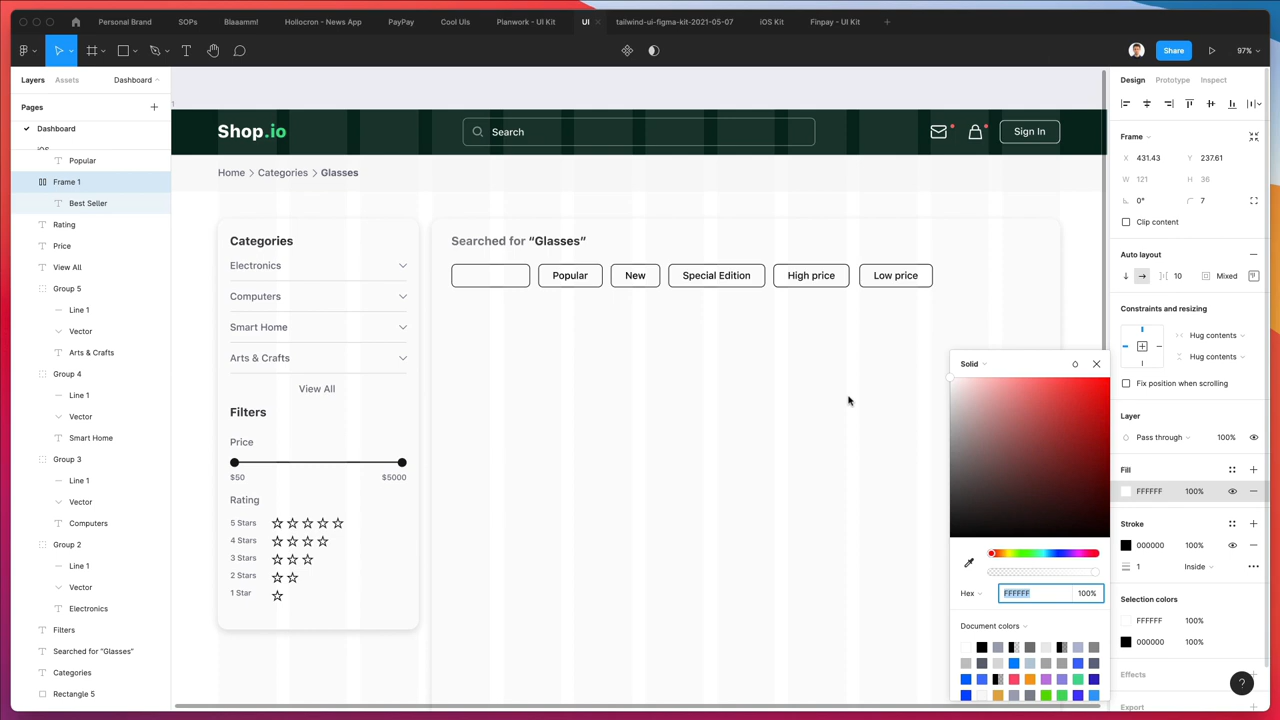 Personal Brand SOPs Blaaamm! Holiocron - News App PayPay Cool UIs Planwork - UI Kit UI tailwind-ui-figma-kit-2021-05-07 iOS Kit Finpay - UI Kit
Share 97%
Layers Assets Dashboard
Pages
Dashboard
Popular
Frame 1
Best Seller
Rating
Price
View All
Group 5
Line 1
Vector
Arts & Crafts
Group 4
Line 1
Vector
Smart Home
Group 3
Line 1
Vector
Computers
Group 2
Line 1
Vector
Electronics
Filters
Searched for "Glasses"
Categories
Rectangle 5
1
Shop.io Search Sign In
Home > Categories > Glasses
Categories
Electronics
Computers
Smart Home
Arts & Crafts
View All
Filters
Price
$50 $5000
Rating
5 Stars
4 Stars
3 Stars
2 Stars
1 Star
Searched for “Glasses”
Popular New Special Edition High price Low price
Solid
Hex FFFFFF 100%
Document colors
Design Prototype Inspect
Frame
X 431.43 Y 237.61
W 121 H 36
0° 7
Clip content
Auto layout
10 Mixed
Constraints and resizing
Hug contents
Hug contents
Fix position when scrolling
Layer
Pass through 100%
Fill
FFFFFF 100%
Stroke
000000 100%
1 Inside
Selection colors
FFFFFF 100%
000000 100%
Effects
Export
?